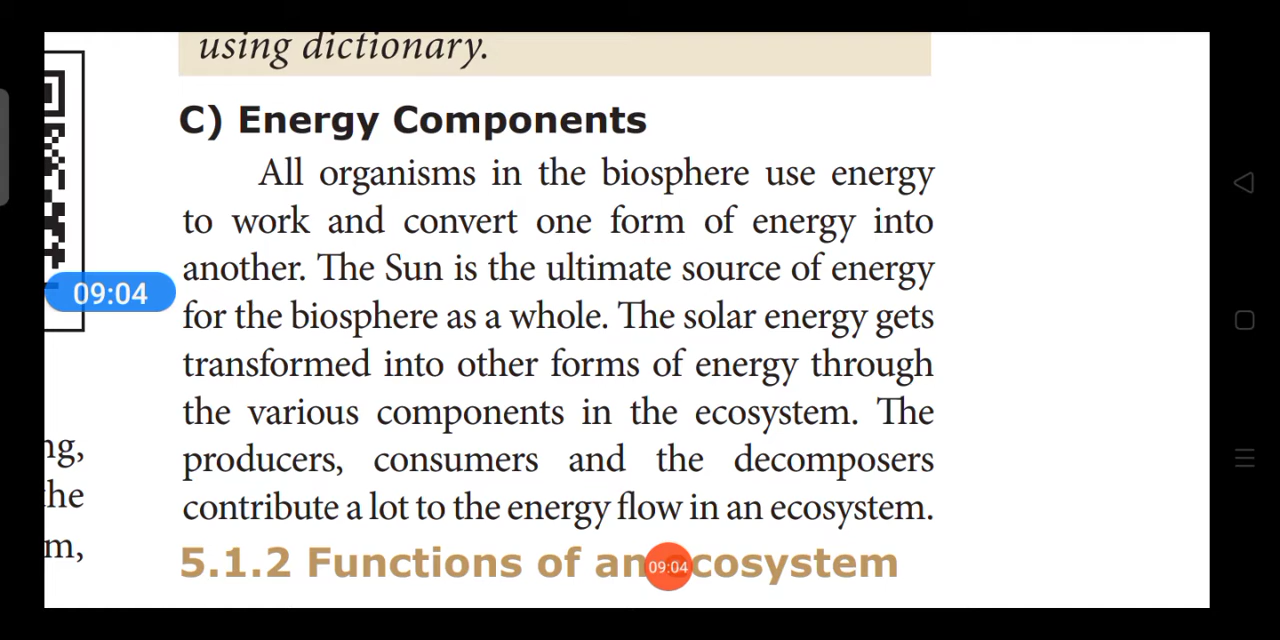 using dictionary.
C) Energy Components
All organisms in the biosphere use energy
to work and convert one form of energy into
another. The Sun is the ultimate source of energy
09:04
for the biosphere as a whole. The solar energy gets
transformed into other forms of energy through
the various components in the ecosystem. The
ng,
producers, consumers and the decomposers
the
contribute a lot to the energy flow in an ecosystem.
m,
5.1.2 Functions of an ecosystem
09:04